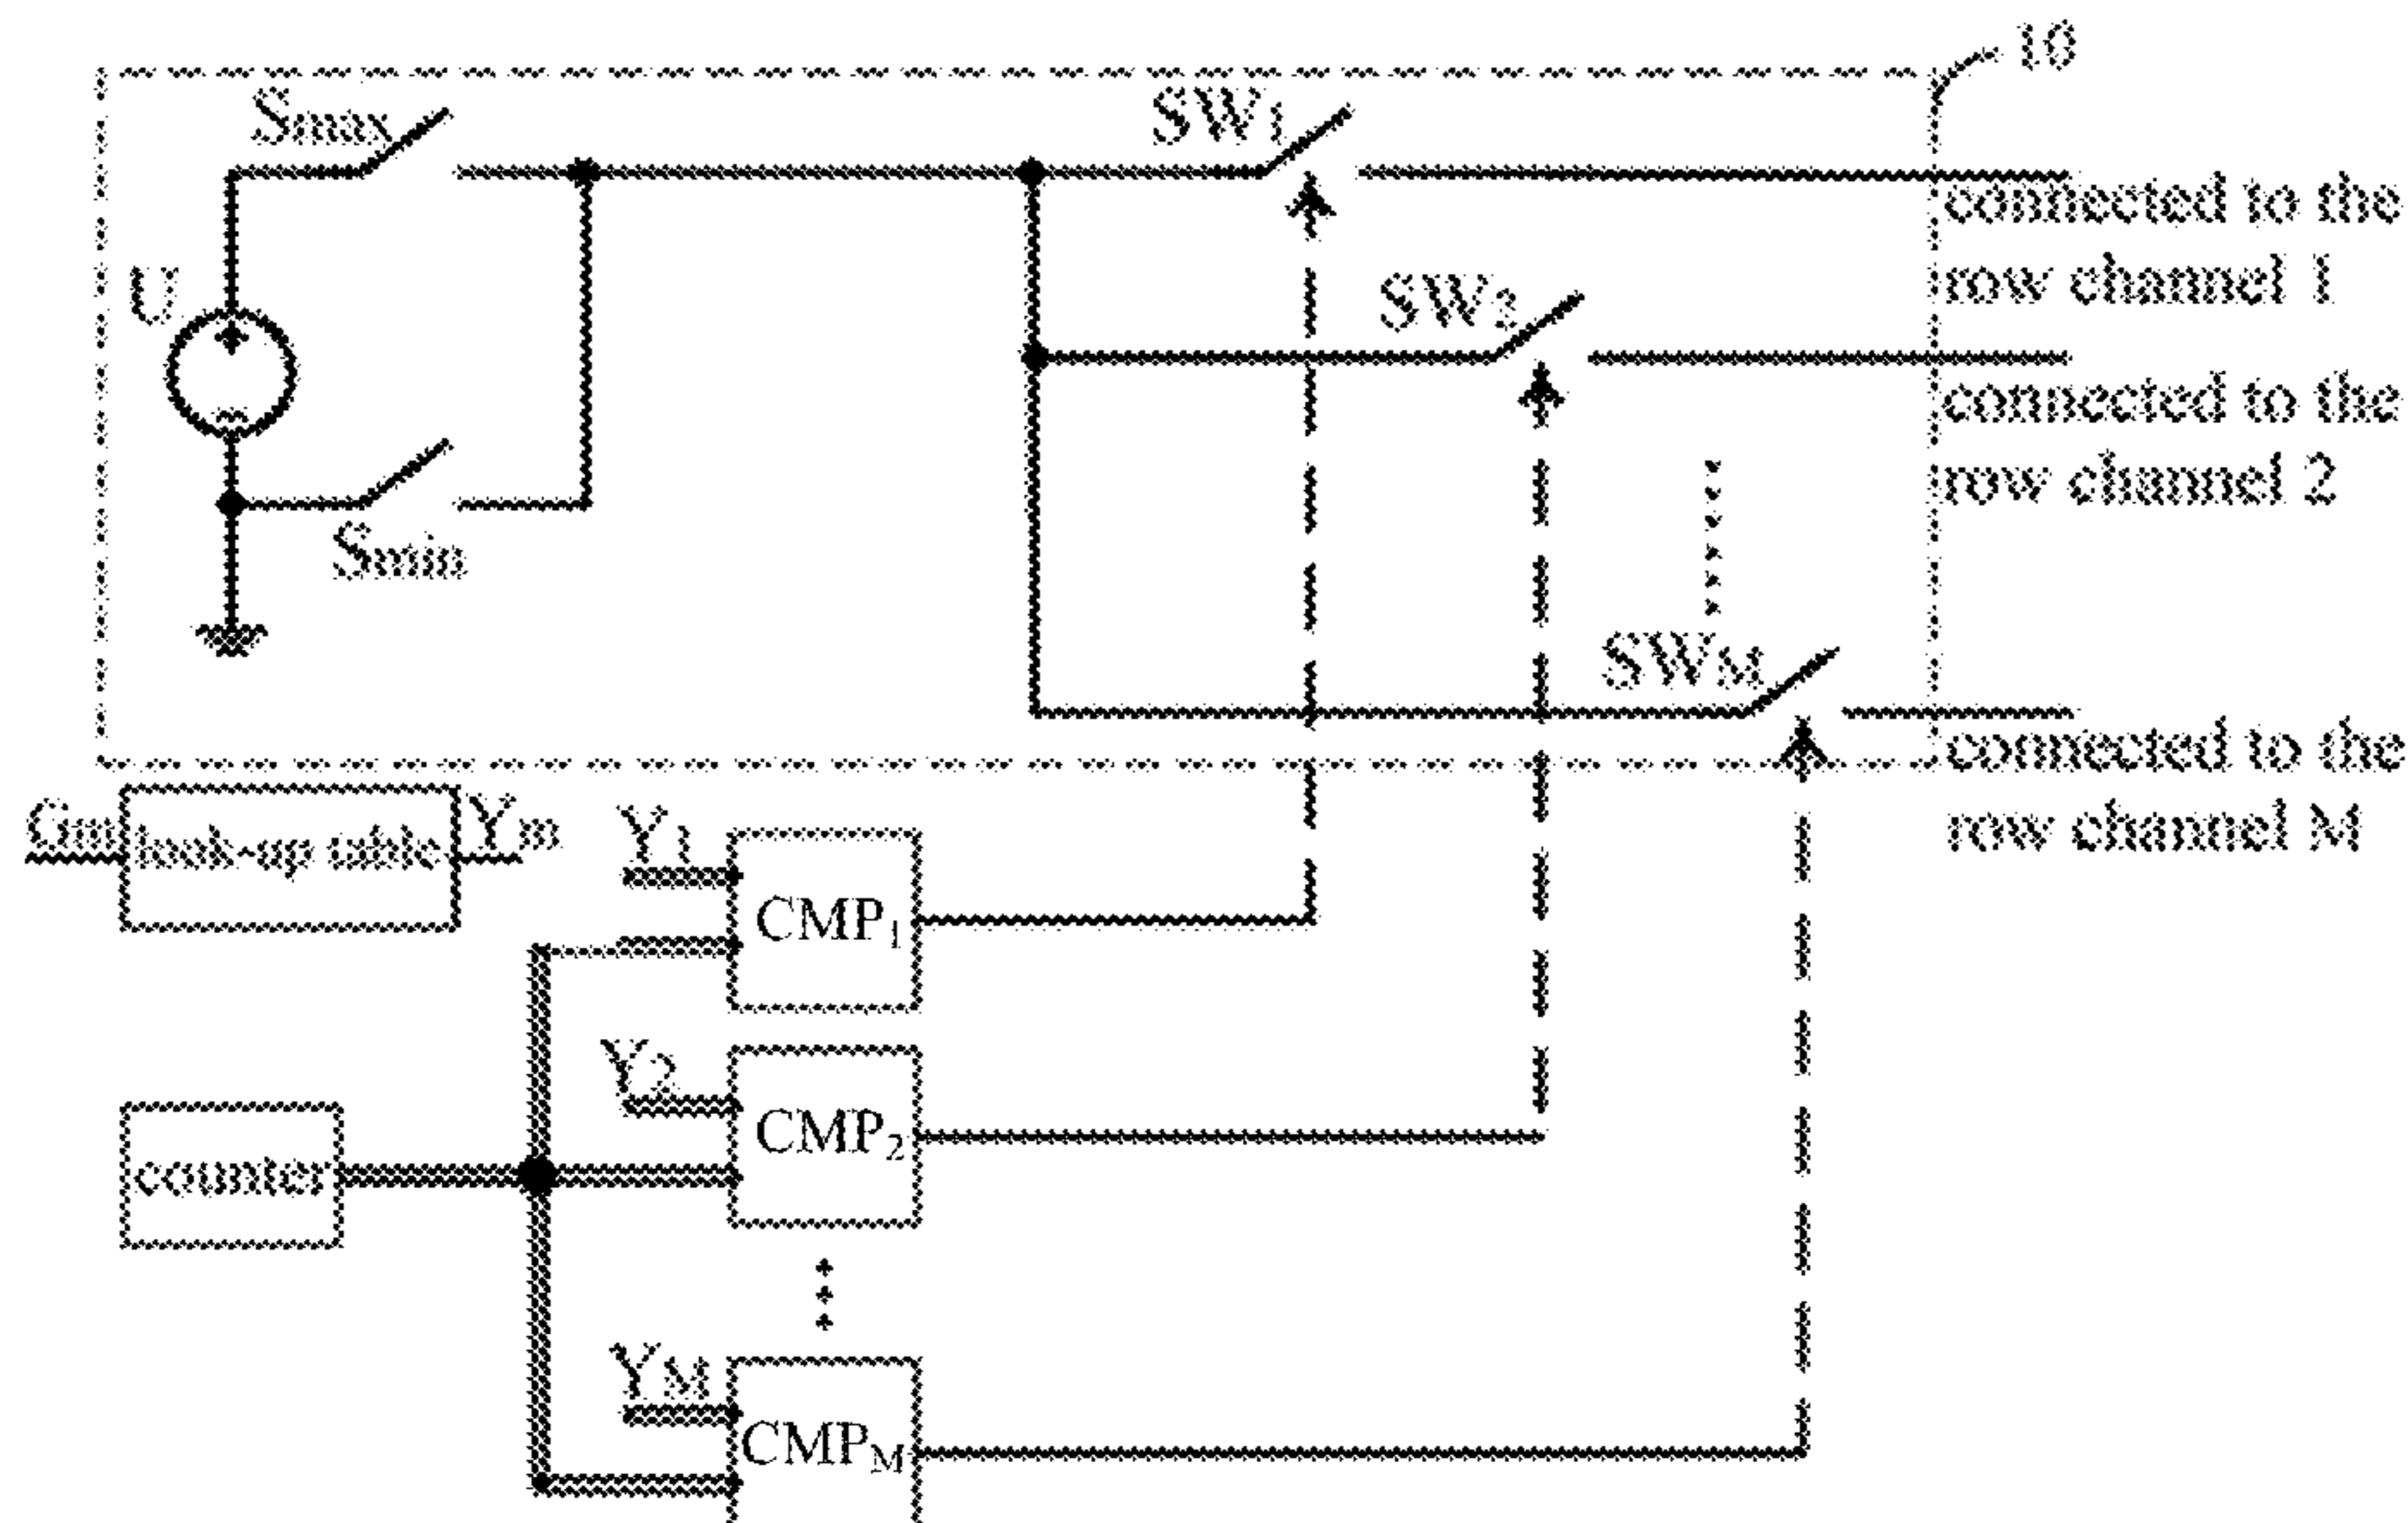 10
Smax
SW1
connected to the
row channel 1
U
SW2
connected to the
row channel 2
Smin
SWM
connected to the
row channel M
Gm look-up table Ym
Y1
CMP1
Y2
CMP2
counter
YM
CMPM